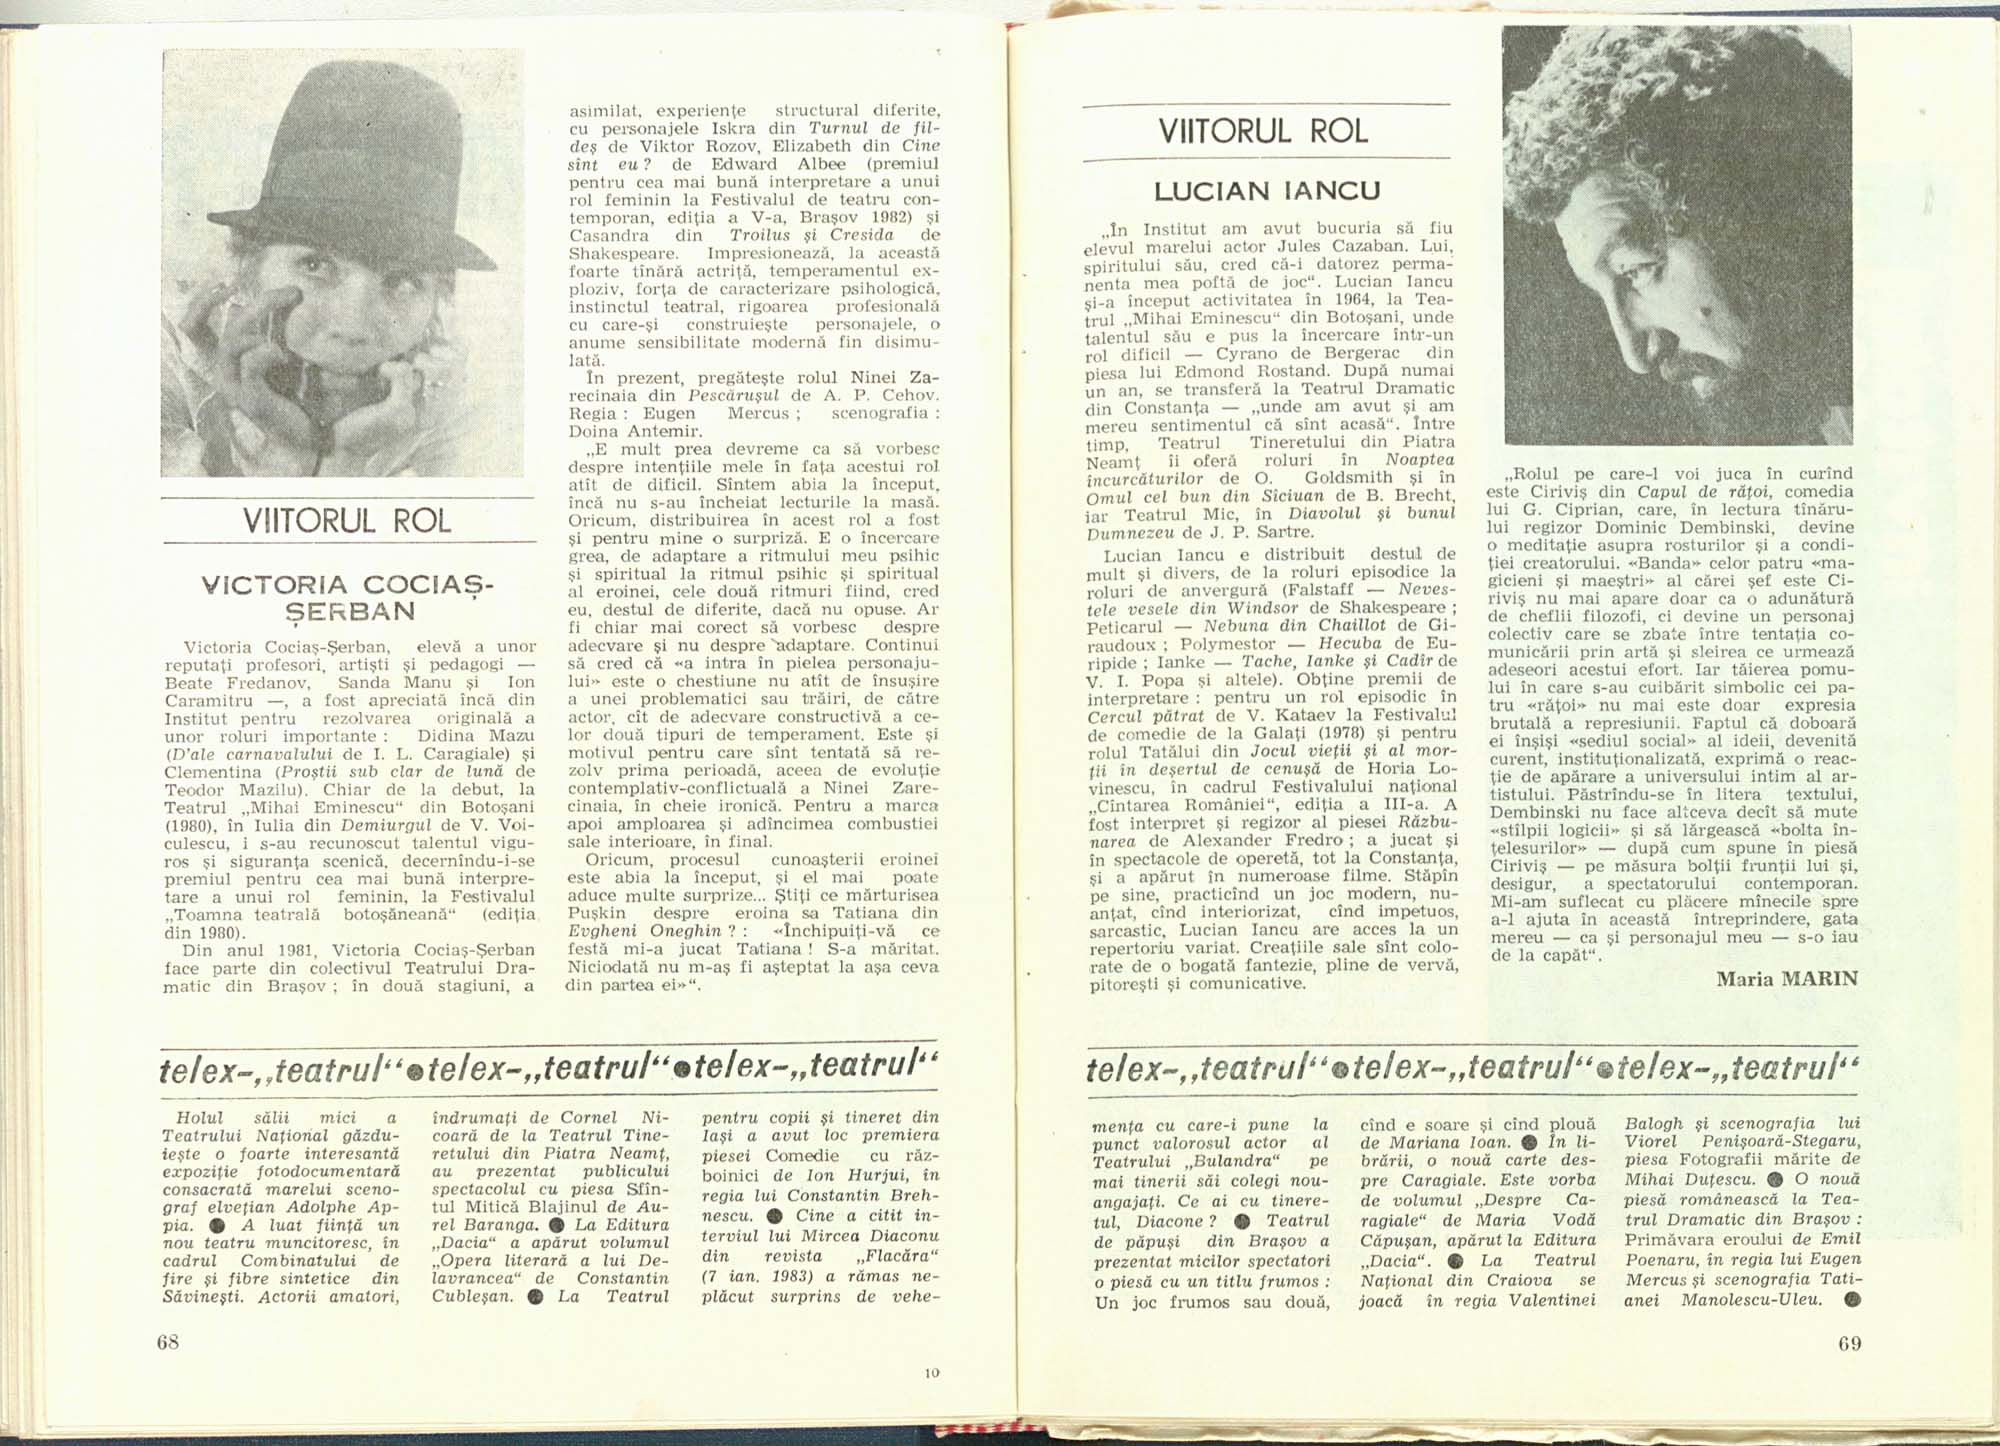 VIITORUL ROL
VICTORIA COCIAȘ-
ȘERBAN
Victoria Cociaș-Șerban, elevă a unor
reputați profesori, artiști și pedagogi —
Beate Fredanov, Sanda Manu și Ion
Caramitru —, a fost apreciată încă din
Institut pentru rezolvarea originală a
unor roluri importante : Didina Mazu
(D'ale carnavalului de I. L. Caragiale) și
Clementina (Proștii sub clar de lună de
Teodor Mazilu). Chiar de la debut, la
Teatrul „Mihai Eminescu“ din Botoșani
(1980), în Iulia din Demiurgul de V. Voi-
culescu, i s-au recunoscut talentul vigu-
ros și siguranța scenică, decernîndu-i-se
premiul pentru cea mai bună interpre-
tare a unui rol feminin, la Festivalul
„Toamna teatrală botoșăneană“ (ediția
din 1980).
Din anul 1981, Victoria Cociaș-Șerban
face parte din colectivul Teatrului Dra-
matic din Brașov ; în două stagiuni, a
asimilat, experiențe structural diferite,
cu personajele Iskra din Turnul de fil-
deș de Viktor Rozov, Elizabeth din Cine
sînt eu ? de Edward Albee (premiul
pentru cea mai bună interpretare a unui
rol feminin la Festivalul de teatru con-
temporan, ediția a V-a, Brașov 1982) și
Casandra din Troilus și Cresida de
Shakespeare. Impresionează, la această
foarte tînără actriță, temperamentul ex-
ploziv, forța de caracterizare psihologică,
instinctul teatral, rigoarea profesională
cu care-și construiește personajele, o
anume sensibilitate modernă fin disimu-
lată.
În prezent, pregătește rolul Ninei Za-
recinaia din Pescărușul de A. P. Cehov.
Regia : Eugen Mercus ; scenografia :
Doina Antemir.
„E mult prea devreme ca să vorbesc
despre intențiile mele în fața acestui rol
atît de dificil. Sîntem abia la început,
încă nu s-au încheiat lecturile la masă.
Oricum, distribuirea în acest rol a fost
și pentru mine o surpriză. E o încercare
grea, de adaptare a ritmului meu psihic
și spiritual la ritmul psihic și spiritual
al eroinei, cele două ritmuri fiind, cred
eu, destul de diferite, dacă nu opuse. Ar
fi chiar mai corect să vorbesc despre
adecvare și nu despre adaptare. Continui
să cred că «a intra în pielea personaju-
lui» este o chestiune nu atît de însușire
a unei problematici sau trăiri, de către
actor, cît de adecvare constructivă a ce-
lor două tipuri de temperament. Este și
motivul pentru care sînt tentată să re-
zolv prima perioadă, aceea de evoluție
contemplativ-conflictuală a Ninei Zare-
cinaia, în cheie ironică. Pentru a marca
apoi amploarea și adîncimea combustiei
sale interioare, în final.
Oricum, procesul cunoașterii eroinei
este abia la început, și el mai poate
aduce multe surprize... Știți ce mărturisea
Pușkin despre eroina sa Tatiana din
Evgheni Oneghin ? : «Închipuiți-vă ce
festă mi-a jucat Tatiana ! S-a măritat.
Niciodată nu m-aș fi așteptat la așa ceva
din partea ei»“.
telex-„teatrul“●telex-„teatrul“●telex-„teatrul“
Holul sălii mici a
Teatrului Național găzdu-
iește o foarte interesantă
expoziție fotodocumentară
consacrată marelui sceno-
graf elvețian Adolphe Ap-
pia. ● A luat ființă un
nou teatru muncitoresc, în
cadrul Combinatului de
fire și fibre sintetice din
Săvinești. Actorii amatori,
îndrumați de Cornel Ni-
coară de la Teatrul Tine-
retului din Piatra Neamț,
au prezentat publicului
spectacolul cu piesa Sfîn-
tul Mitică Blajinul de Au-
rel Baranga. ● La Editura
„Dacia“ a apărut volumul
„Opera literară a lui De-
lavrancea“ de Constantin
Cubleșan. ● La Teatrul
pentru copii și tineret din
Iași a avut loc premiera
piesei Comedie cu răz-
boinici de Ion Hurjui, în
regia lui Constantin Breh-
nescu. ● Cine a citit in-
terviul lui Mircea Diaconu
din revista „Flacăra“
(7 ian. 1983) a rămas ne-
plăcut surprins de vehe-
68
10
VIITORUL ROL
LUCIAN IANCU
„În Institut am avut bucuria să fiu
elevul marelui actor Jules Cazaban. Lui,
spiritului său, cred că-i datorez perma-
nenta mea poftă de joc“. Lucian Iancu
și-a început activitatea în 1964, la Tea-
trul „Mihai Eminescu“ din Botoșani, unde
talentul său e pus la încercare într-un
rol dificil — Cyrano de Bergerac din
piesa lui Edmond Rostand. După numai
un an, se transferă la Teatrul Dramatic
din Constanța — „unde am avut și am
mereu sentimentul că sînt acasă“. Între
timp, Teatrul Tineretului din Piatra
Neamț îi oferă roluri în Noaptea
încurcăturilor de O. Goldsmith și în
Omul cel bun din Siciuan de B. Brecht,
iar Teatrul Mic, în Diavolul și bunul
Dumnezeu de J. P. Sartre.
Lucian Iancu e distribuit destul de
mult și divers, de la roluri episodice la
roluri de anvergură (Falstaff — Neves-
tele vesele din Windsor de Shakespeare ;
Peticarul — Nebuna din Chaillot de Gi-
raudoux ; Polymestor — Hecuba de Eu-
ripide ; Ianke — Tache, Ianke și Cadîr de
V. I. Popa și altele). Obține premii de
interpretare : pentru un rol episodic în
Cercul pătrat de V. Kataev la Festivalul
de comedie de la Galați (1978) și pentru
rolul Tatălui din Jocul vieții și al mor-
ții în deșertul de cenușă de Horia Lo-
vinescu, în cadrul Festivalului național
„Cîntarea României“, ediția a III-a. A
fost interpret și regizor al piesei Răzbu-
narea de Alexander Fredro ; a jucat și
în spectacole de operetă, tot la Constanța,
și a apărut în numeroase filme. Stăpîn
pe sine, practicînd un joc modern, nu-
anțat, cînd interiorizat, cînd impetuos,
sarcastic, Lucian Iancu are acces la un
repertoriu variat. Creațiile sale sînt colo-
rate de o bogată fantezie, pline de vervă,
pitorești și comunicative.
„Rolul pe care-l voi juca în curînd
este Ciriviș din Capul de rățoi, comedia
lui G. Ciprian, care, în lectura tînăru-
lui regizor Dominic Dembinski, devine
o meditație asupra rosturilor și a condi-
ției creatorului. «Banda» celor patru «ma-
gicieni și maeștri» al cărei șef este Ci-
riviș nu mai apare doar ca o adunătură
de cheflii filozofi, ci devine un personaj
colectiv care se zbate între tentația co-
municării prin artă și sleirea ce urmează
adeseori acestui efort. Iar tăierea pomu-
lui în care s-au cuibărit simbolic cei pa-
tru «rățoi» nu mai este doar expresia
brutală a represiunii. Faptul că doboară
ei înșiși «sediul social» al ideii, devenită
curent, instituționalizată, exprimă o reac-
ție de apărare a universului intim al ar-
tistului. Păstrîndu-se în litera textului,
Dembinski nu face altceva decît să mute
«stîlpii logicii» și să lărgească «bolta în-
țelesurilor» — după cum spune în piesă
Ciriviș — pe măsura bolții frunții lui și,
desigur, a spectatorului contemporan.
Mi-am suflecat cu plăcere mînecile spre
a-l ajuta în această întreprindere, gata
mereu — ca și personajul meu — s-o iau
de la capăt“.
Maria MARIN
telex-„teatrul“●telex-„teatrul“●telex-„teatrul“
mența cu care-i pune la
punct valorosul actor al
Teatrului „Bulandra“ pe
mai tinerii săi colegi nou-
angajați. Ce ai cu tinere-
tul, Diacone ? ● Teatrul
de păpuși din Brașov a
prezentat micilor spectatori
o piesă cu un titlu frumos :
Un joc frumos sau două,
cînd e soare și cînd plouă
de Mariana Ioan. ● În li-
brării, o nouă carte des-
pre Caragiale. Este vorba
de volumul „Despre Ca-
ragiale“ de Maria Vodă
Căpușan, apărut la Editura
„Dacia“. ● La Teatrul
Național din Craiova se
joacă în regia Valentinei
Balogh și scenografia lui
Viorel Penișoară-Stegaru,
piesa Fotografii mărite de
Mihai Duțescu. ● O nouă
piesă românească la Tea-
trul Dramatic din Brașov :
Primăvara eroului de Emil
Poenaru, în regia lui Eugen
Mercus și scenografia Tati-
anei Manolescu-Uleu. ●
69